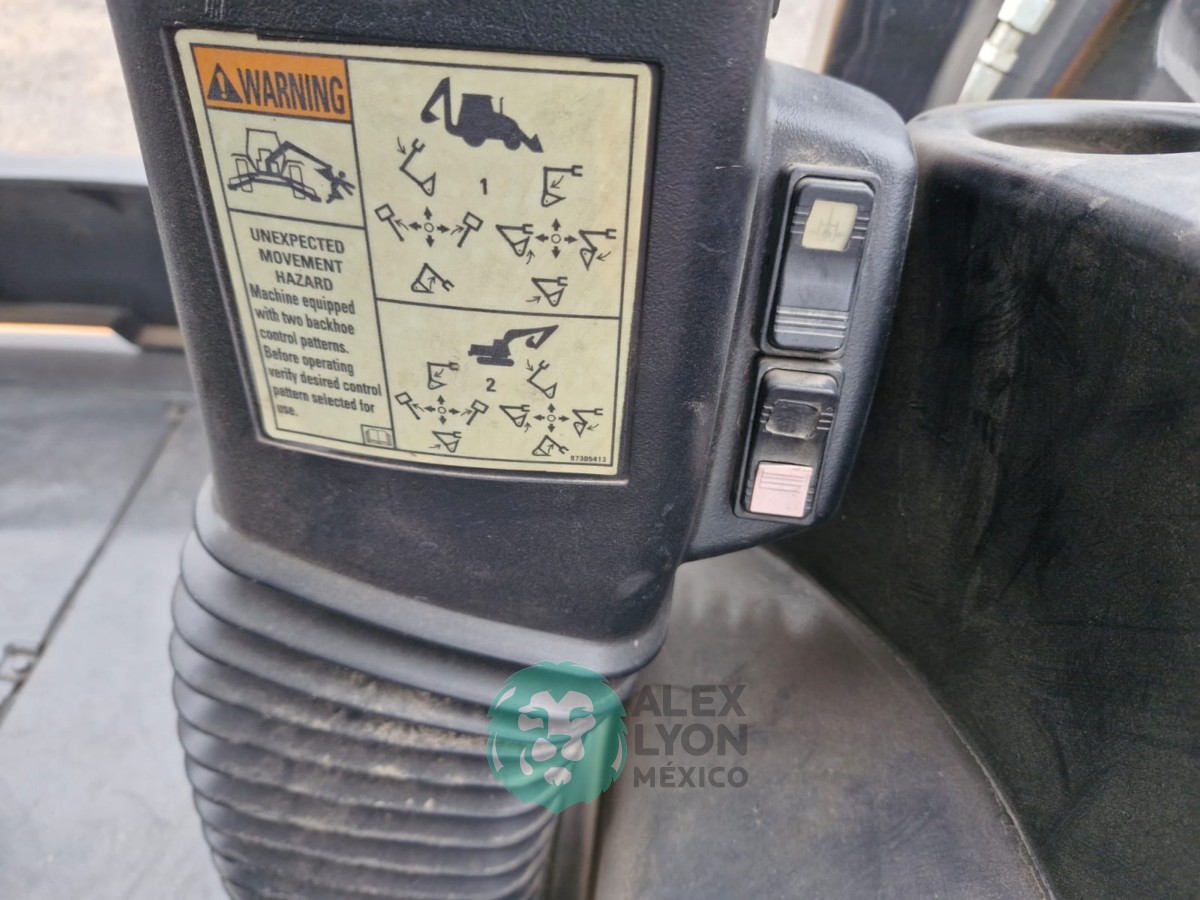 WARNING
UNEXPECTED
MOVEMENT
HAZARD
Machine equipped
with two backhoe
control patterns.
Before operating
verify desired control
pattern selected for
use.
1
2
87385413
ALEX
LYON
MÉXICO